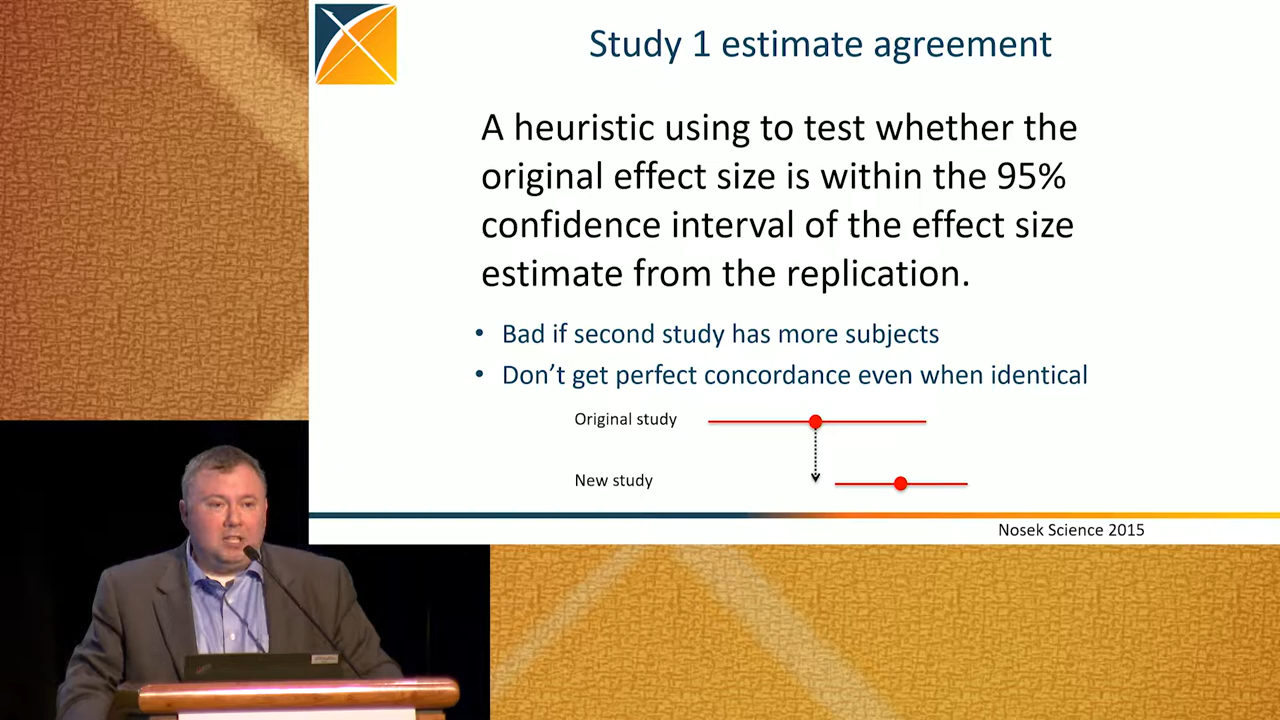 Study 1 estimate agreement
A heuristic using to test whether the
original effect size is within the 95%
confidence interval of the effect size
estimate from the replication.
• Bad if second study has more subjects
• Don’t get perfect concordance even when identical
Original study
New study
Nosek Science 2015